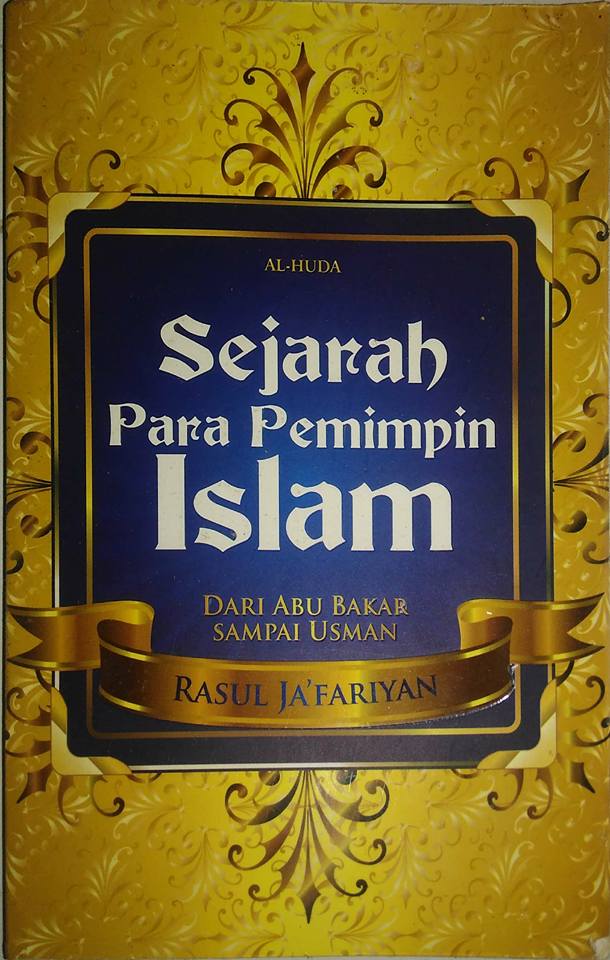 AL-HUDA
Sejarah
Para Pemimpin
Islam
DARI ABU BAKAR
SAMPAI USMAN
RASUL JA'FARIYAN